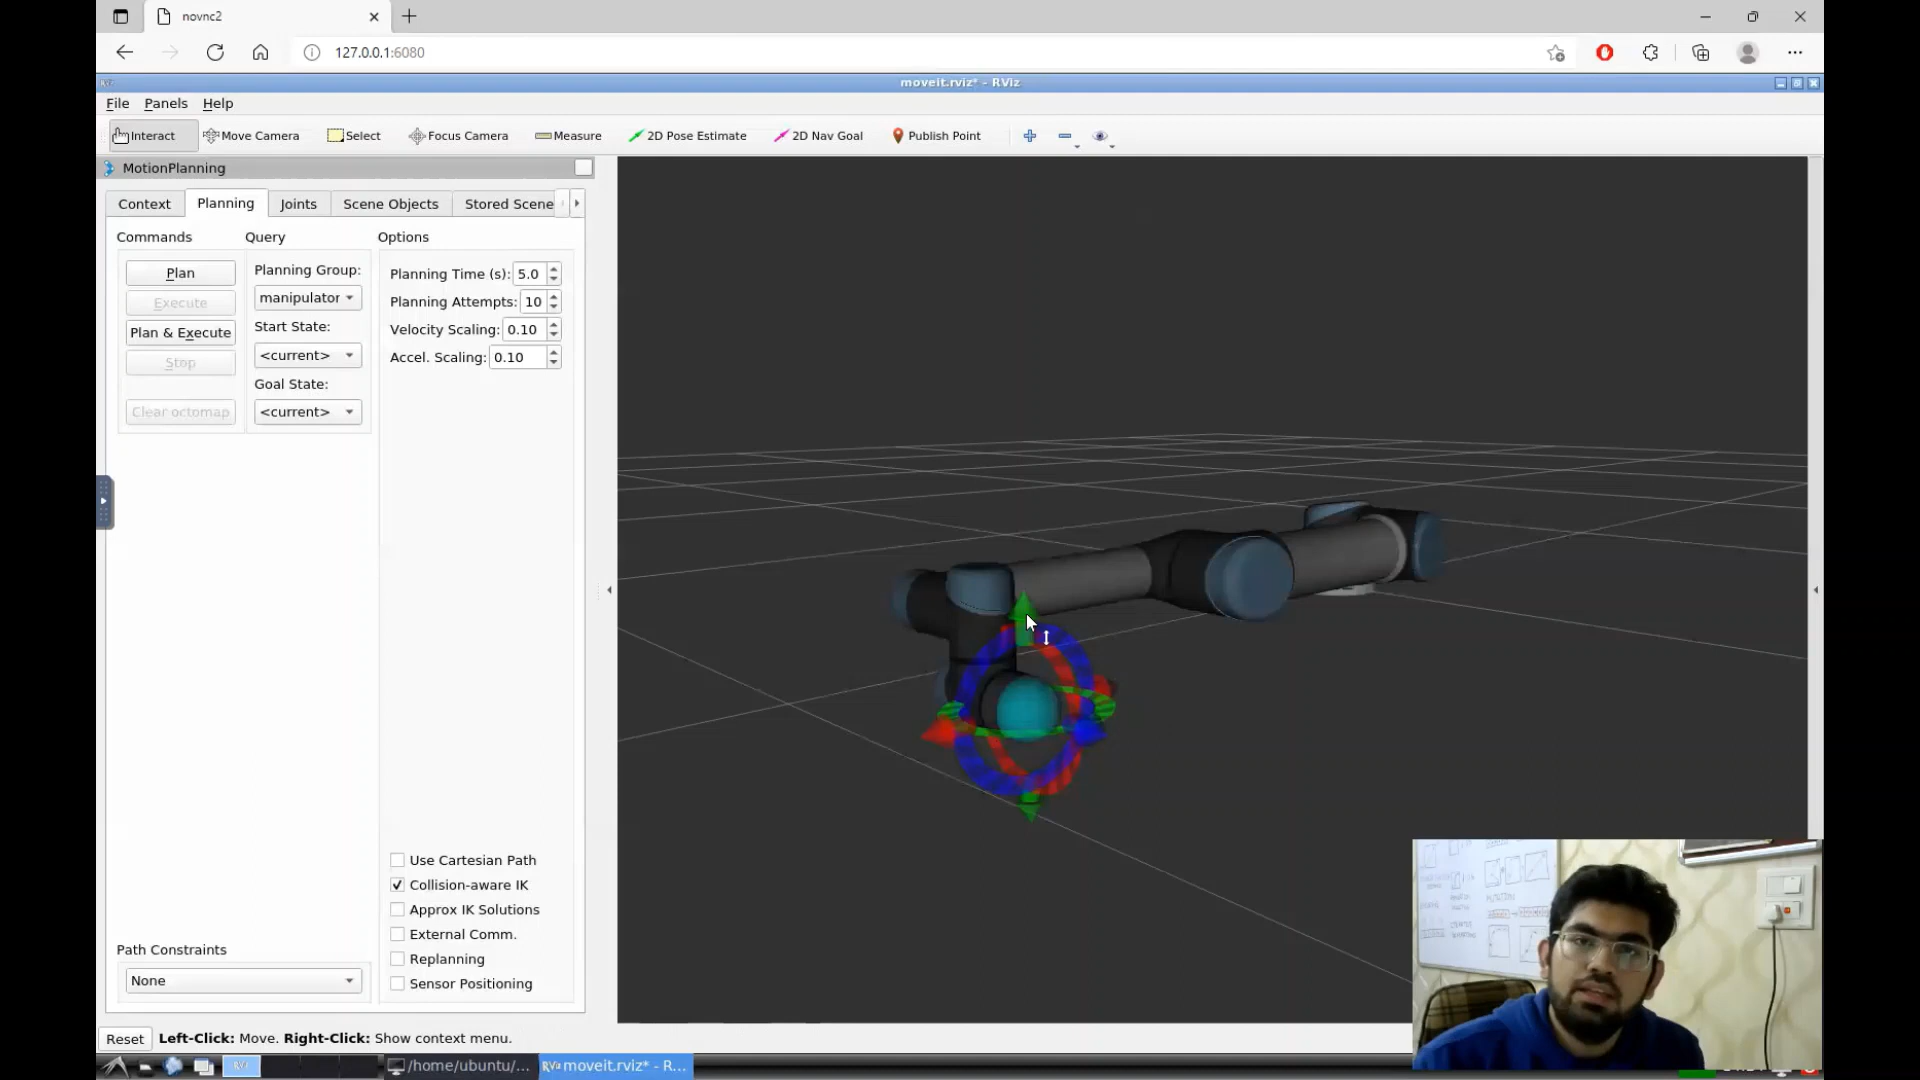 novnc2
127.0.0.1:6080
moveit.rviz* - RViz
File Panels Help
Interact Move Camera Select Focus Camera Measure 2D Pose Estimate 2D Nav Goal Publish Point
MotionPlanning
Context Planning Joints Scene Objects Stored Scene
Commands Query Options
Plan
Execute
Plan & Execute
Stop
Clear octomap
Planning Group:
manipulator
Start State:
<current>
Goal State:
<current>
Planning Time (s): 5.0
Planning Attempts: 10
Velocity Scaling: 0.10
Accel. Scaling: 0.10
Use Cartesian Path
Collision-aware IK
Approx IK Solutions
External Comm.
Replanning
Sensor Positioning
Path Constraints
None
Reset Left-Click: Move. Right-Click: Show context menu.
/home/ubuntu/... moveit.rviz* - R...